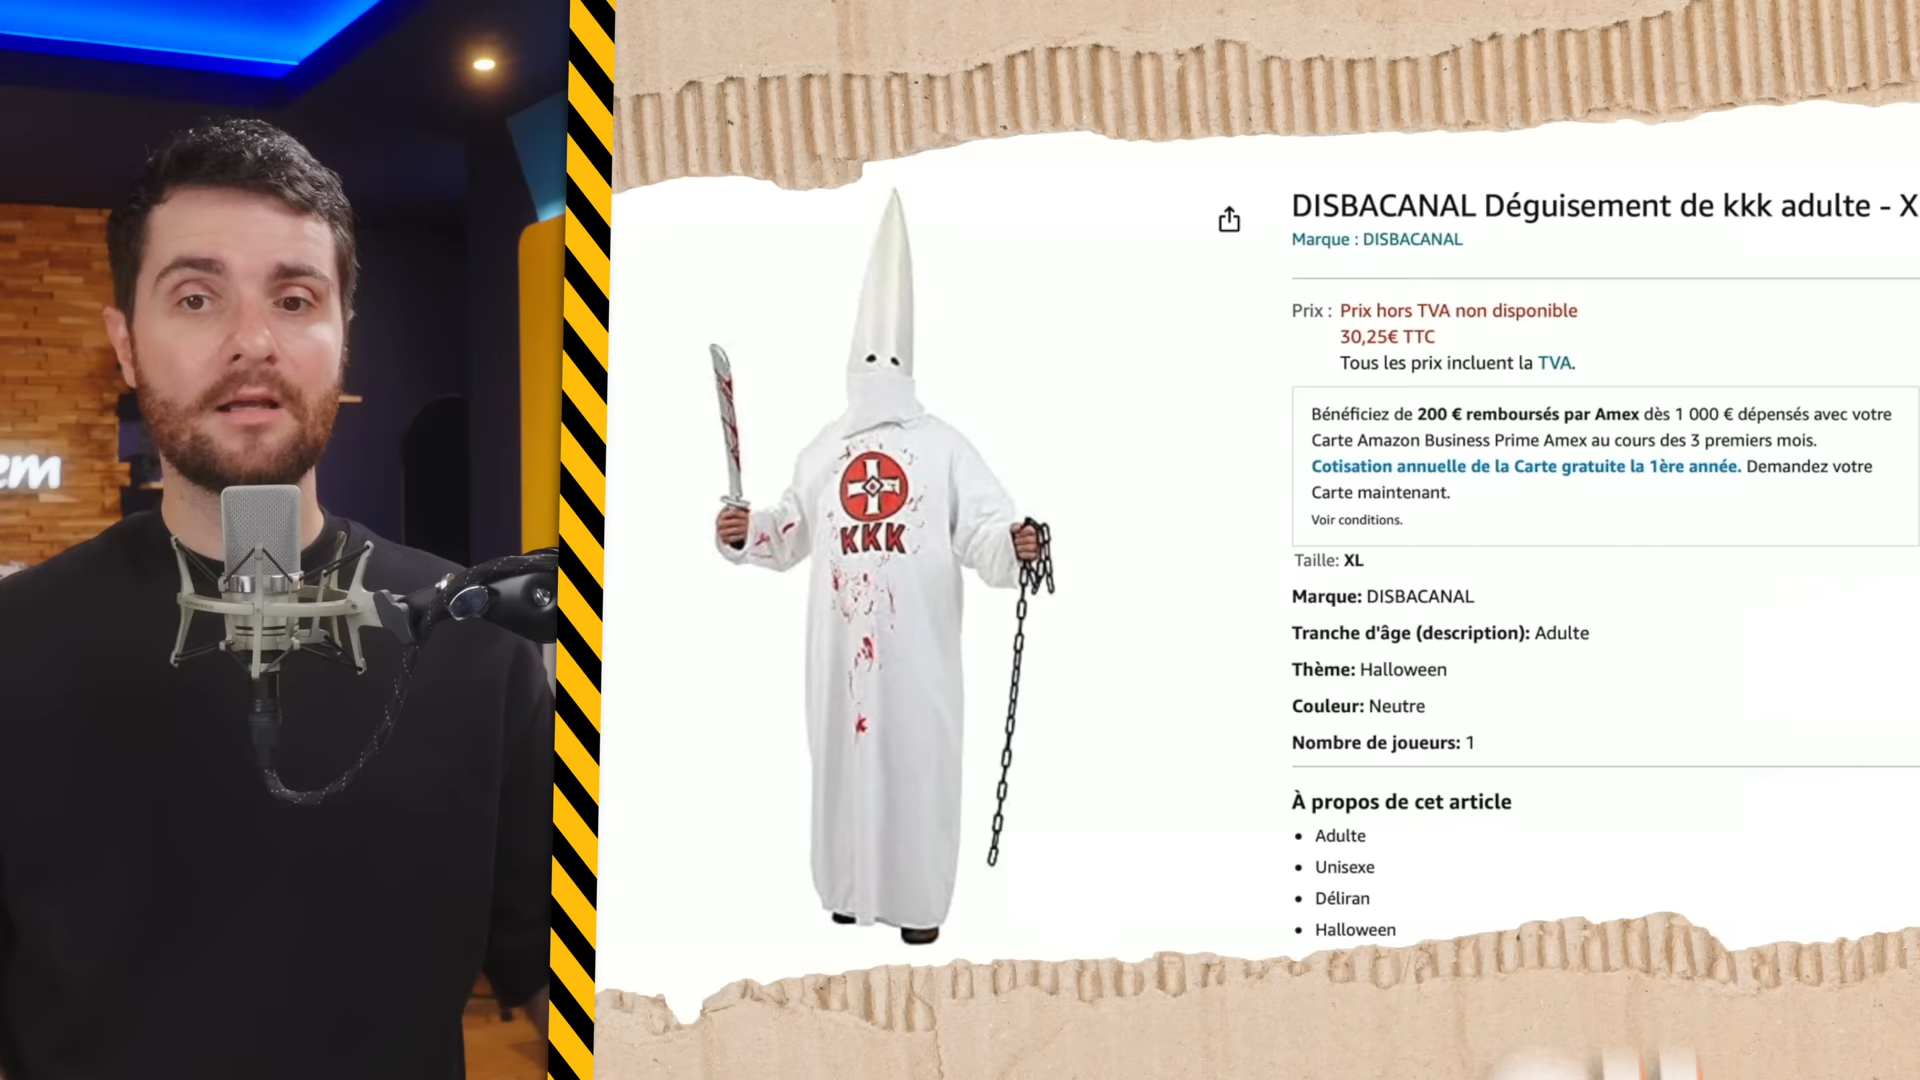 em
DISBACANAL Déguisement de kkk adulte - X
Marque : DISBACANAL
Prix : Prix hors TVA non disponible
30,25€ TTC
Tous les prix incluent la TVA.
Bénéficiez de 200 € remboursés par Amex dès 1 000 € dépensés avec votre
Carte Amazon Business Prime Amex au cours des 3 premiers mois.
Cotisation annuelle de la Carte gratuite la 1ère année. Demandez votre
Carte maintenant.
Voir conditions.
Taille: XL
Marque: DISBACANAL
Tranche d'âge (description): Adulte
Thème: Halloween
Couleur: Neutre
Nombre de joueurs: 1
À propos de cet article
• Adulte
• Unisexe
• Déliran
• Halloween
KKK